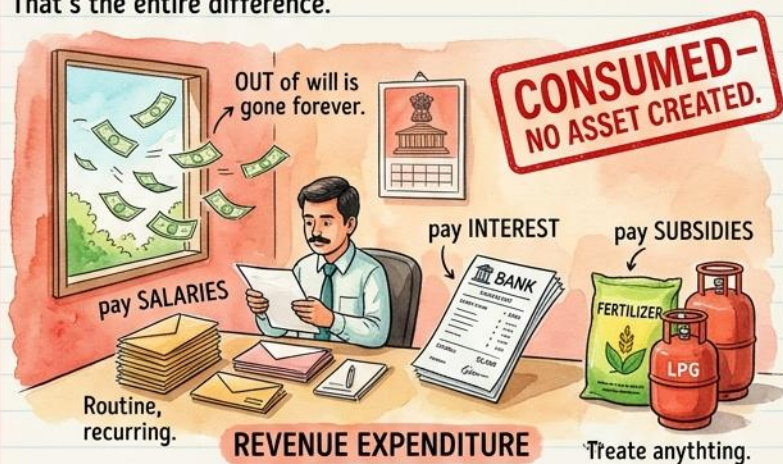 That's the entire difference.
OUT of will is
gone forever.
CONSUMED–
NO ASSET CREATED.
pay INTEREST
pay SUBSIDIES
pay SALARIES
BANK
FERTILIZER
LPG
Routine,
recurring.
REVENUE EXPENDITURE
Treate anythting.